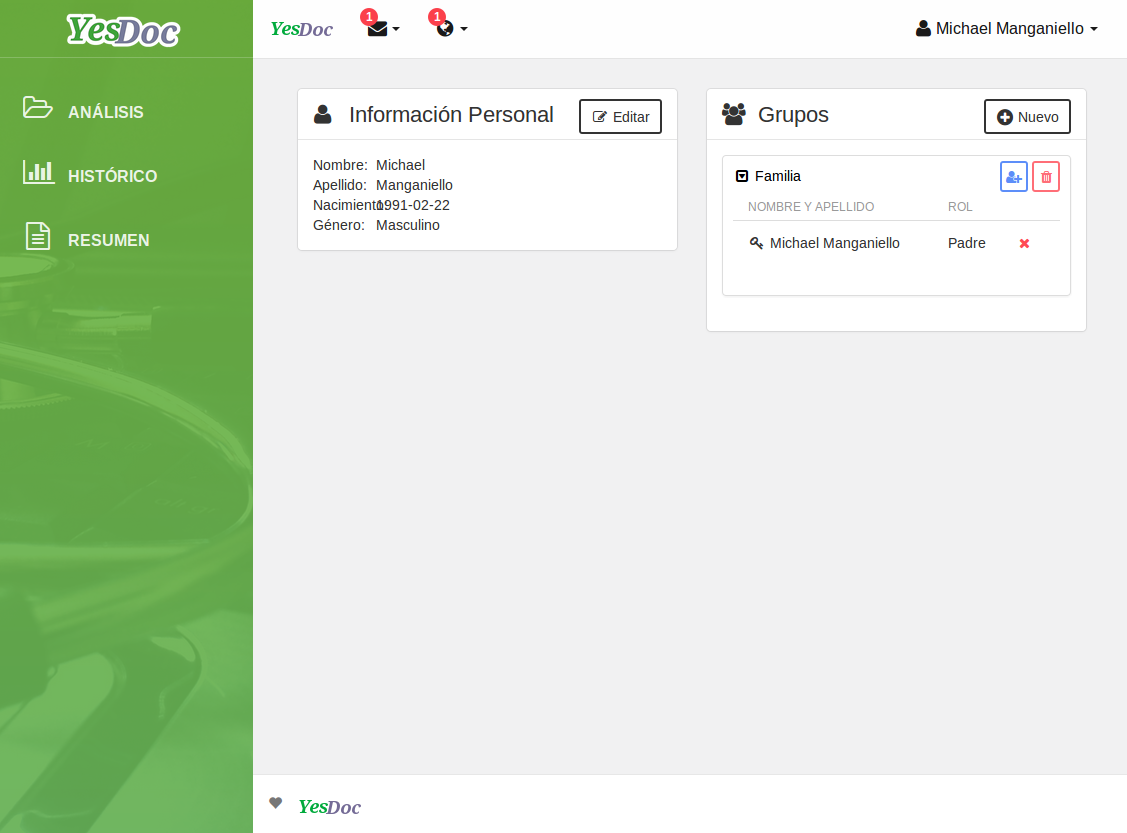 YesDoc
ANÁLISIS
HISTÓRICO
RESUMEN
YesDoc
1
1
Michael Manganiello
Información Personal
Editar
Nombre: Michael
Apellido: Manganiello
Nacimiento: 1991-02-22
Género: Masculino
Grupos
Nuevo
Familia
NOMBRE Y APELLIDO ROL
Michael Manganiello Padre
YesDoc